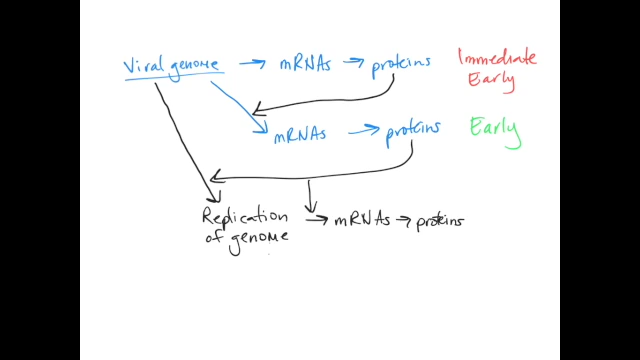 Viral genome → mRNAs → proteins Immediate
Early
mRNAs → proteins Early
Replication → mRNAs → proteins
of genome